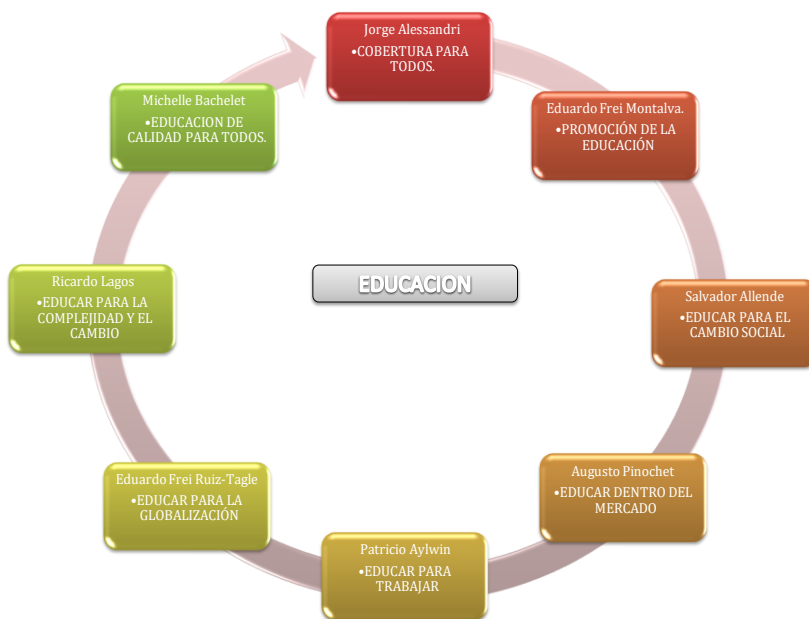 Jorge Alessandri
•COBERTURA PARA
TODOS.
Eduardo Frei Montalva.
•PROMOCIÓN DE LA
EDUCACIÓN
Salvador Allende
•EDUCAR PARA EL
CAMBIO SOCIAL
Augusto Pinochet
•EDUCAR DENTRO DEL
MERCADO
Patricio Aylwin
•EDUCAR PARA
TRABAJAR
Eduardo Frei Ruiz-Tagle
•EDUCAR PARA LA
GLOBALIZACIÓN
Ricardo Lagos
•EDUCAR PARA LA
COMPLEJIDAD Y EL
CAMBIO
Michelle Bachelet
•EDUCACION DE
CALIDAD PARA TODOS.
EDUCACION